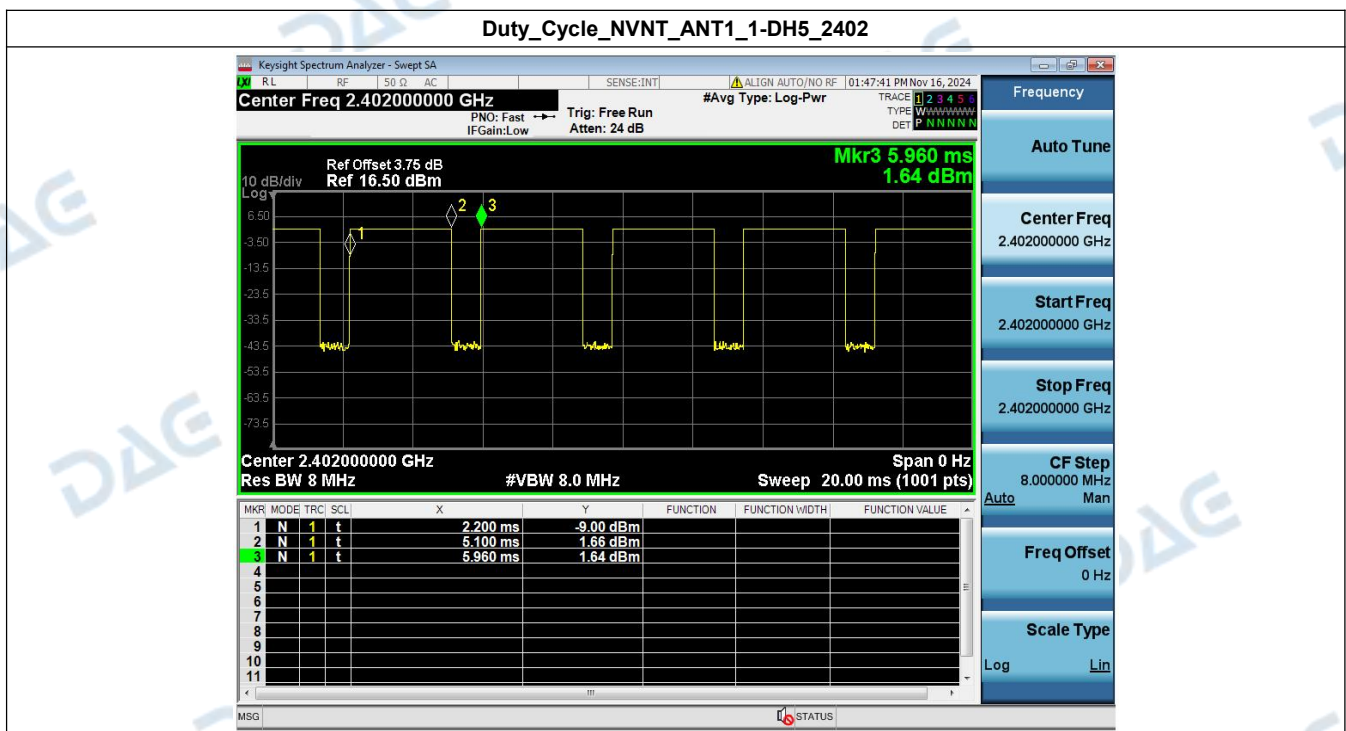 Duty_Cycle_NVNT_ANT1_1-DH5_2402
Keysight Spectrum Analyzer - Swept SA
LXI RL RF 50 Ω AC SENSE:INT ALIGN AUTO/NO RF 01:47:41 PM Nov 16, 2024
Center Freq 2.402000000 GHz
PNO: Fast
IFGain:Low
Trig: Free Run
Atten: 24 dB
#Avg Type: Log-Pwr
TRACE 1 2 3 4 5 6
TYPE W
DET P N N N N N
Ref Offset 3.75 dB
Ref 16.50 dBm
10 dB/div
Log
Mkr3 5.960 ms
1.64 dBm
6.50
-3.50
-13.5
-23.5
-33.5
-43.5
-53.5
-63.5
-73.5
1
2
3
Center 2.402000000 GHz
Span 0 Hz
Res BW 8 MHz
#VBW 8.0 MHz
Sweep 20.00 ms (1001 pts)
MKR MODE TRC SCL X Y FUNCTION FUNCTION WIDTH FUNCTION VALUE
1 N 1 t 2.200 ms -9.00 dBm
2 N 1 t 5.100 ms 1.66 dBm
3 N 1 t 5.960 ms 1.64 dBm
4
5
6
7
8
9
10
11
MSG
STATUS
Frequency
Auto Tune
Center Freq
2.402000000 GHz
Start Freq
2.402000000 GHz
Stop Freq
2.402000000 GHz
CF Step
8.000000 MHz
Auto Man
Freq Offset
0 Hz
Scale Type
Log Lin
DAE
DAE